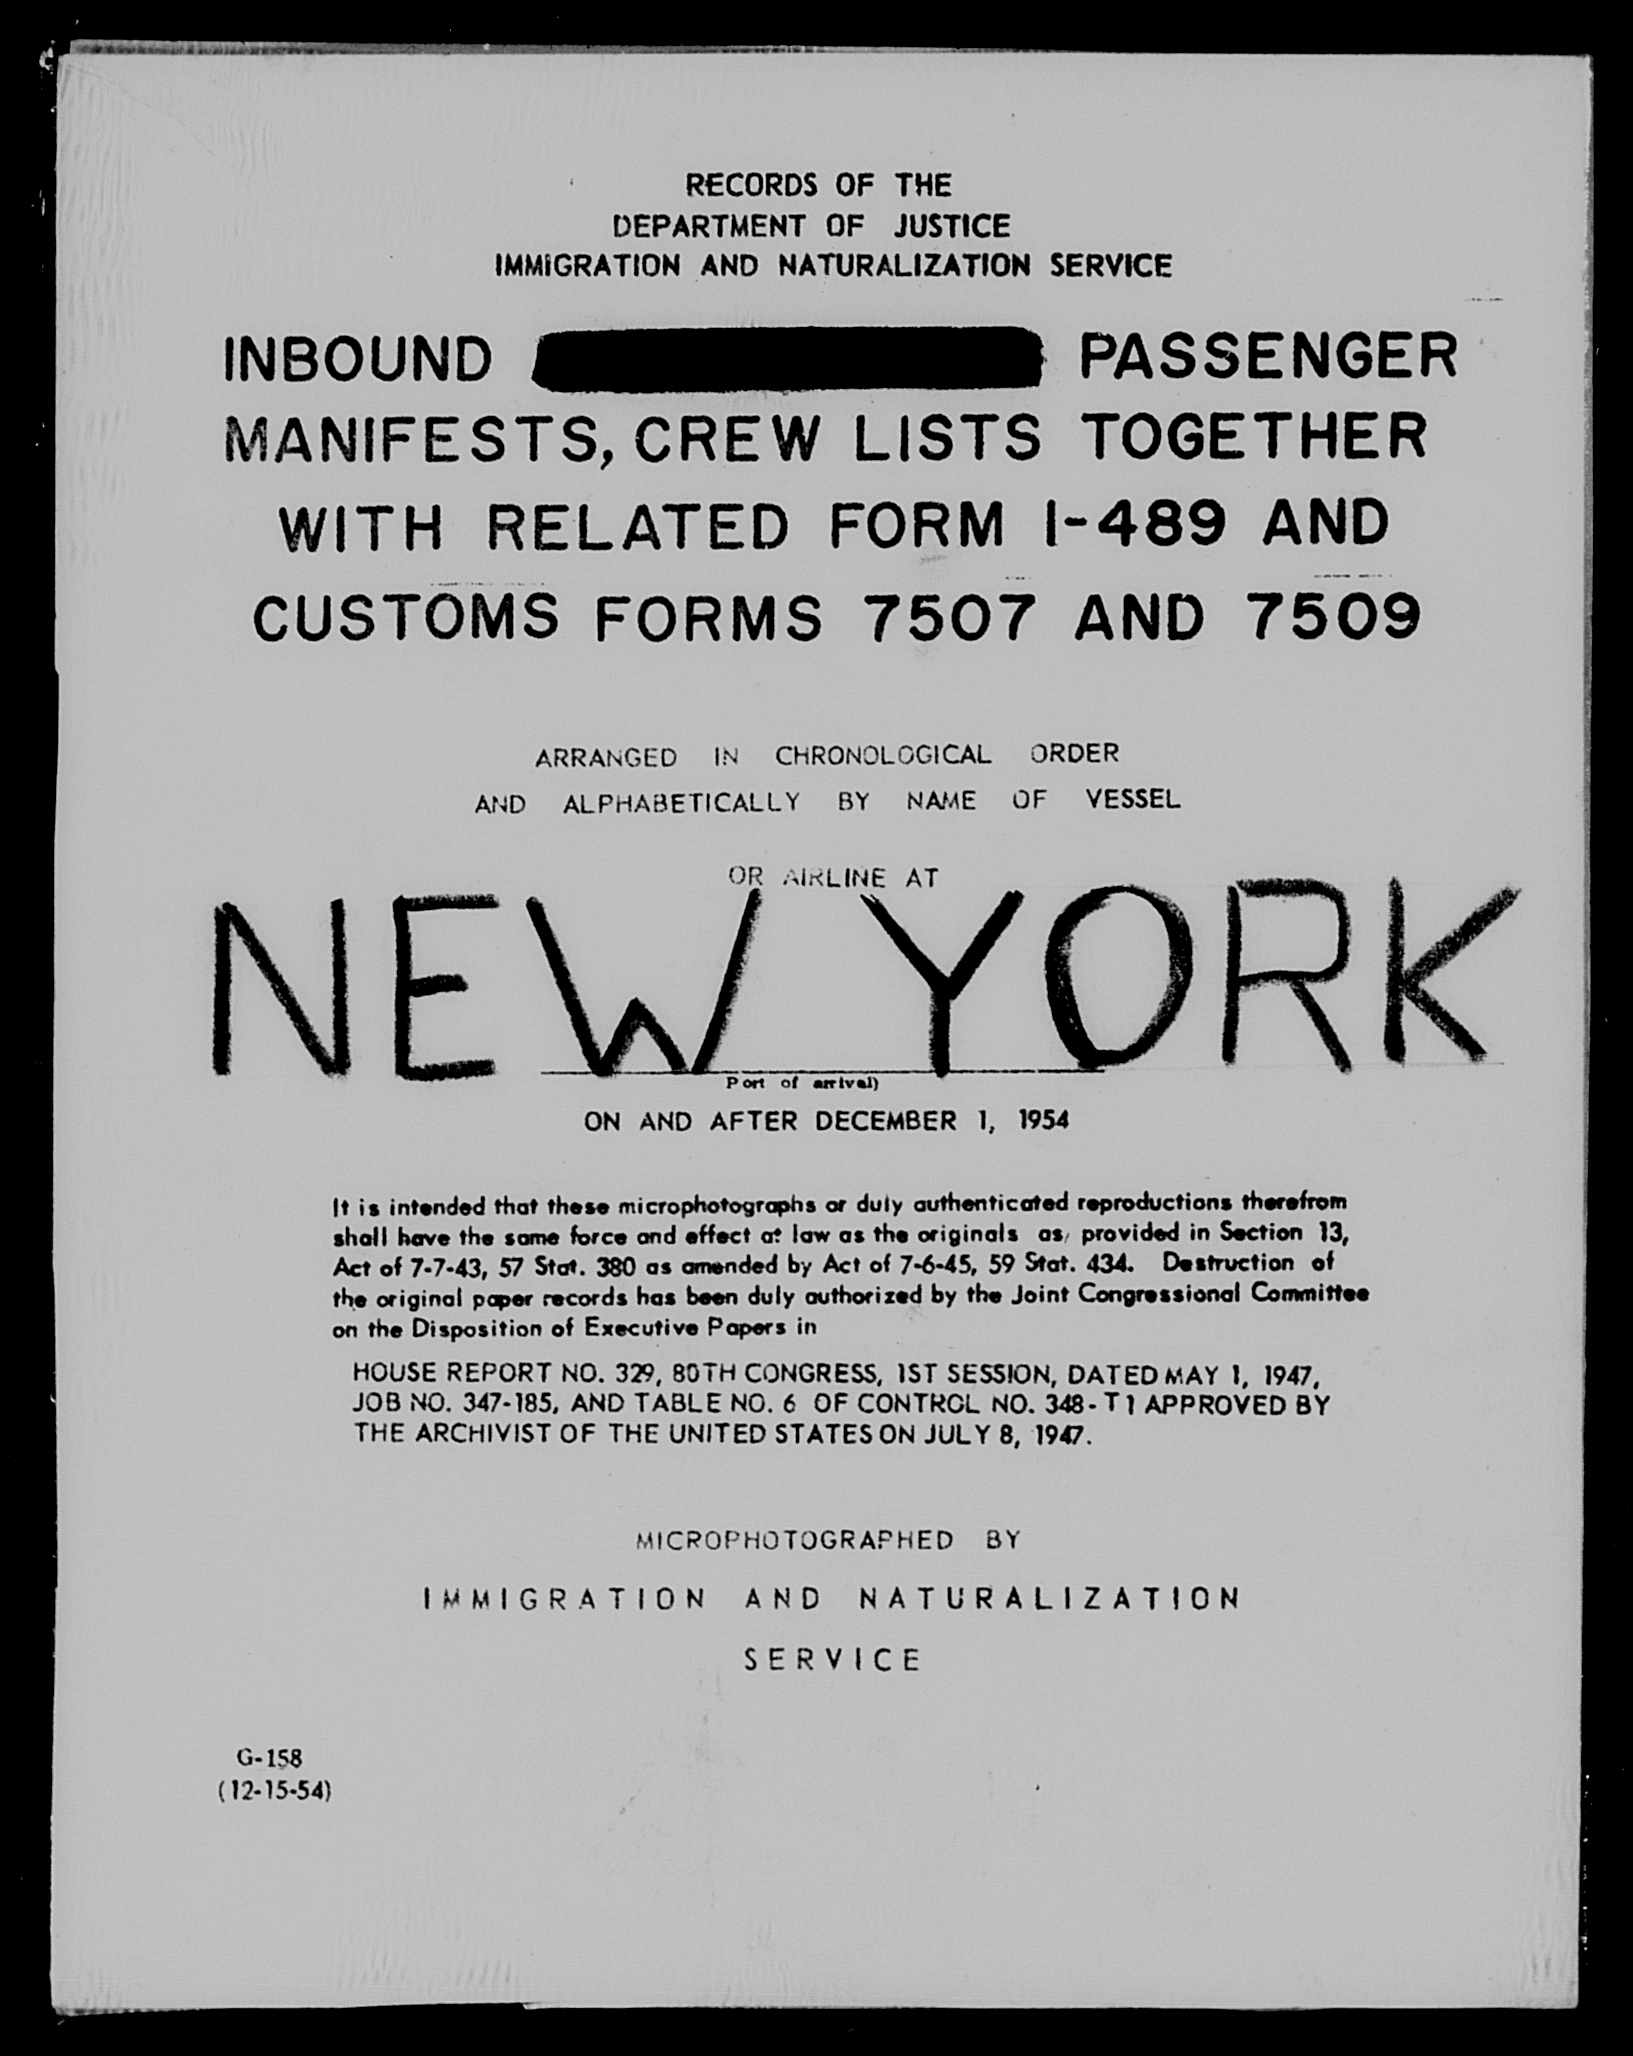 RECORDS OF THE
DEPARTMENT OF JUSTICE
IMMIGRATION AND NATURALIZATION SERVICE
INBOUND PASSENGER
MANIFESTS, CREW LISTS TOGETHER
WITH RELATED FORM I-489 AND
CUSTOMS FORMS 7507 AND 7509
ARRANGED IN CHRONOLOGICAL ORDER
AND ALPHABETICALLY BY NAME OF VESSEL
OR AIRLINE AT
NEW YORK
Port of arrival)
ON AND AFTER DECEMBER 1, 1954
It is intended that these microphotographs or duly authenticated reproductions therefrom
shall have the same force and effect at law as the originals as, provided in Section 13,
Act of 7-7-43, 57 Stat. 380 as amended by Act of 7-6-45, 59 Stat. 434. Destruction of
the original paper records has been duly authorized by the Joint Congressional Committee
on the Disposition of Executive Papers in
HOUSE REPORT NO. 329, 80TH CONGRESS, 1ST SESSION, DATED MAY 1, 1947,
JOB NO. 347-185, AND TABLE NO. 6 OF CONTROL NO. 348-T1 APPROVED BY
THE ARCHIVIST OF THE UNITED STATES ON JULY 8, 1947.
MICROPHOTOGRAPHED BY
IMMIGRATION AND NATURALIZATION
SERVICE
G-158
(12-15-54)